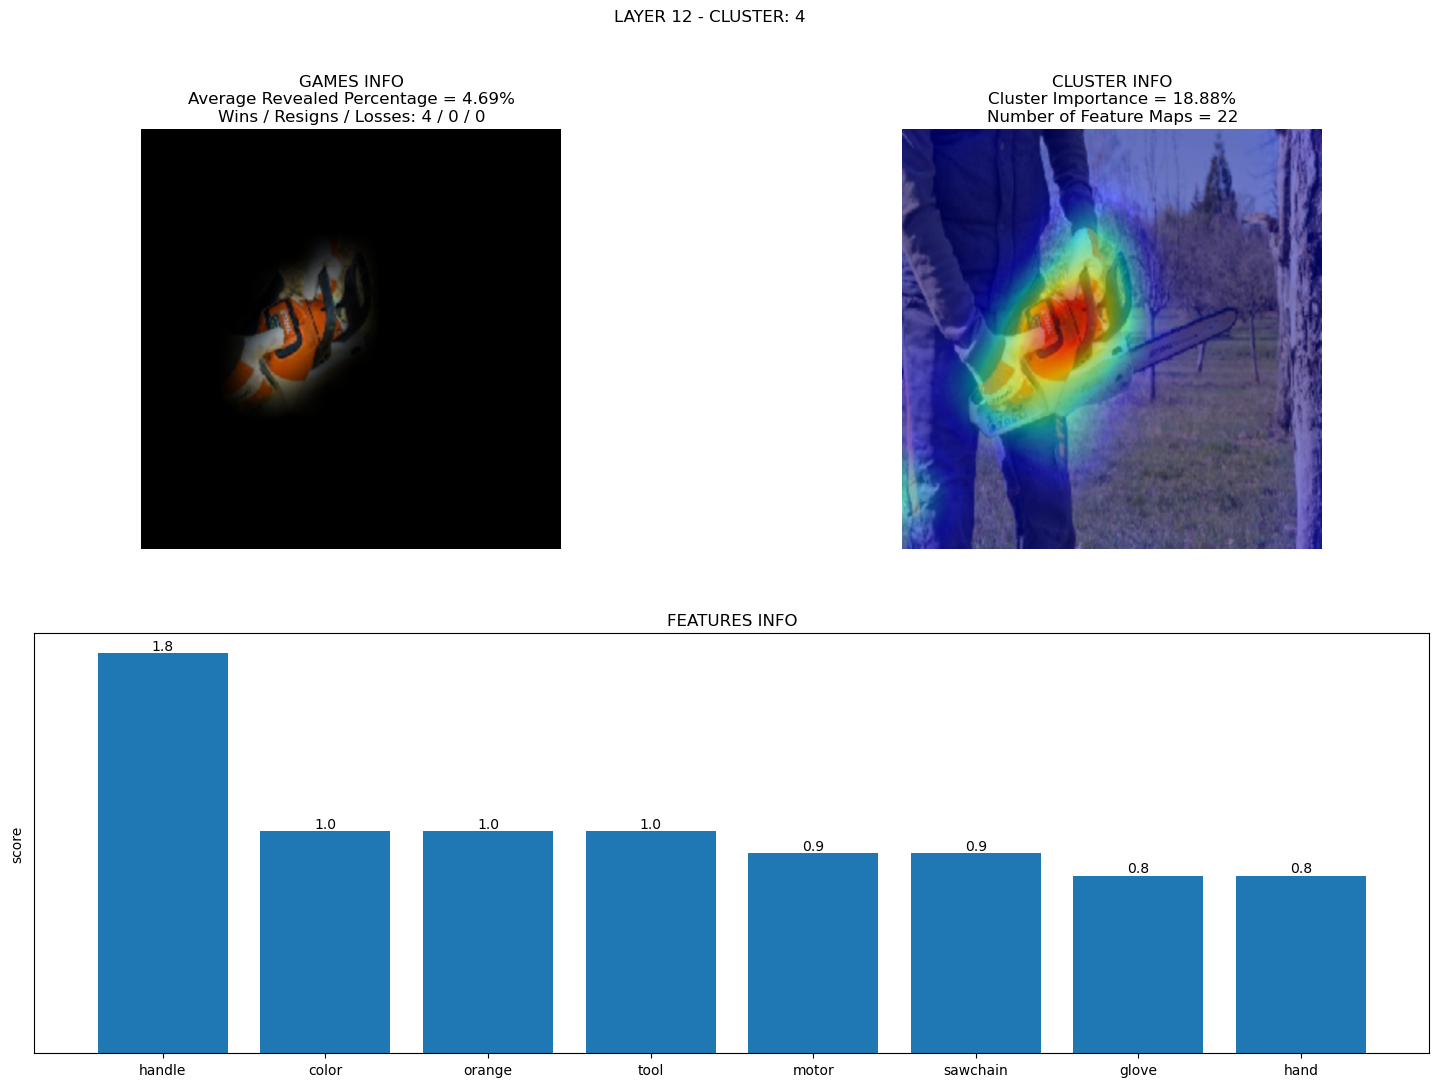 LAYER 12 - CLUSTER: 4
GAMES INFO
Average Revealed Percentage = 4.69%
Wins / Resigns / Losses: 4 / 0 / 0
CLUSTER INFO
Cluster Importance = 18.88%
Number of Feature Maps = 22
FEATURES INFO
score
1.8
1.0
1.0
1.0
0.9
0.9
0.8
0.8
handle
color
orange
tool
motor
sawchain
glove
hand